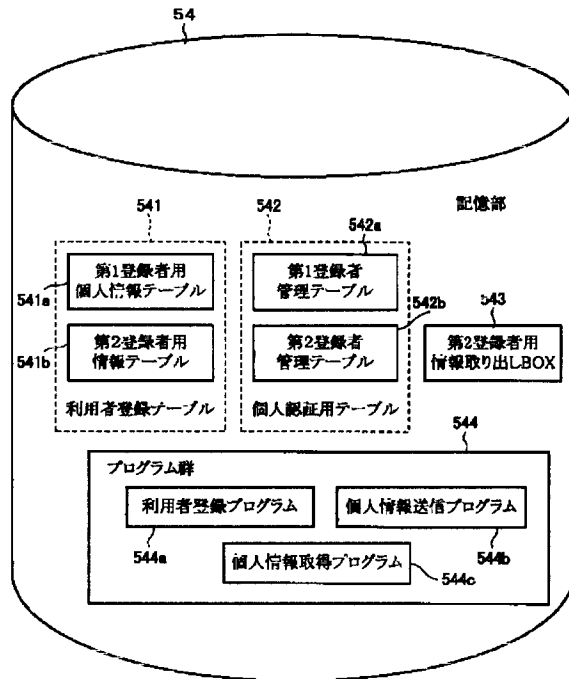 54
記憶部
541
542
542a
541a
第1登録者用
個人情報テーブル
第1登録者
管理テーブル
542b
543
541b
第2登録者用
情報テーブル
第2登録者
管理テーブル
第2登録者用
情報取り出しBOX
利用者登録テーブル
個人認証用テーブル
544
プログラム群
利用者登録プログラム
個人情報送信プログラム
544a
544b
個人情報取得プログラム
544c